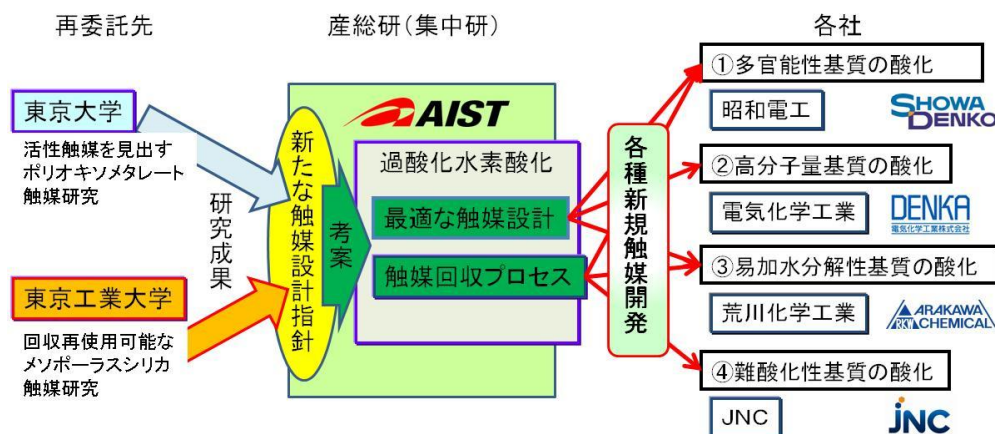 再委託先
産総研(集中研)
各社
東京大学
活性触媒を見出す
ポリオキソメタレート
触媒研究
研究成果
東京工業大学
回収再使用可能な
メソポーラスシリカ
触媒研究
新たな触媒設計指針
考案
AIST
過酸化水素酸化
最適な触媒設計
触媒回収プロセス
各種新規触媒開発
①多官能性基質の酸化
昭和電工
SHOWA
DENKO
②高分子量基質の酸化
電気化学工業
DENKA
電気化学工業株式会社
③易加水分解性基質の酸化
荒川化学工業
ARAKAWA
CHEMICAL
④難酸化性基質の酸化
JNC
JNC